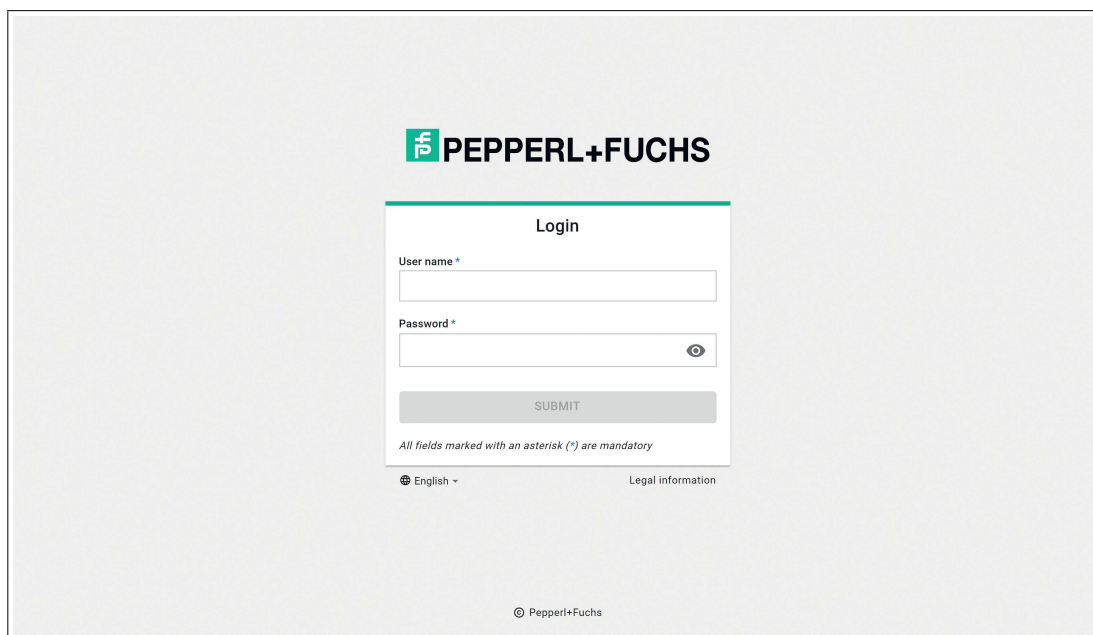 PEPPERL+FUCHS
Login
User name *
Password *
SUBMIT
All fields marked with an asterisk (*) are mandatory
English
Legal information
© Pepperl+Fuchs